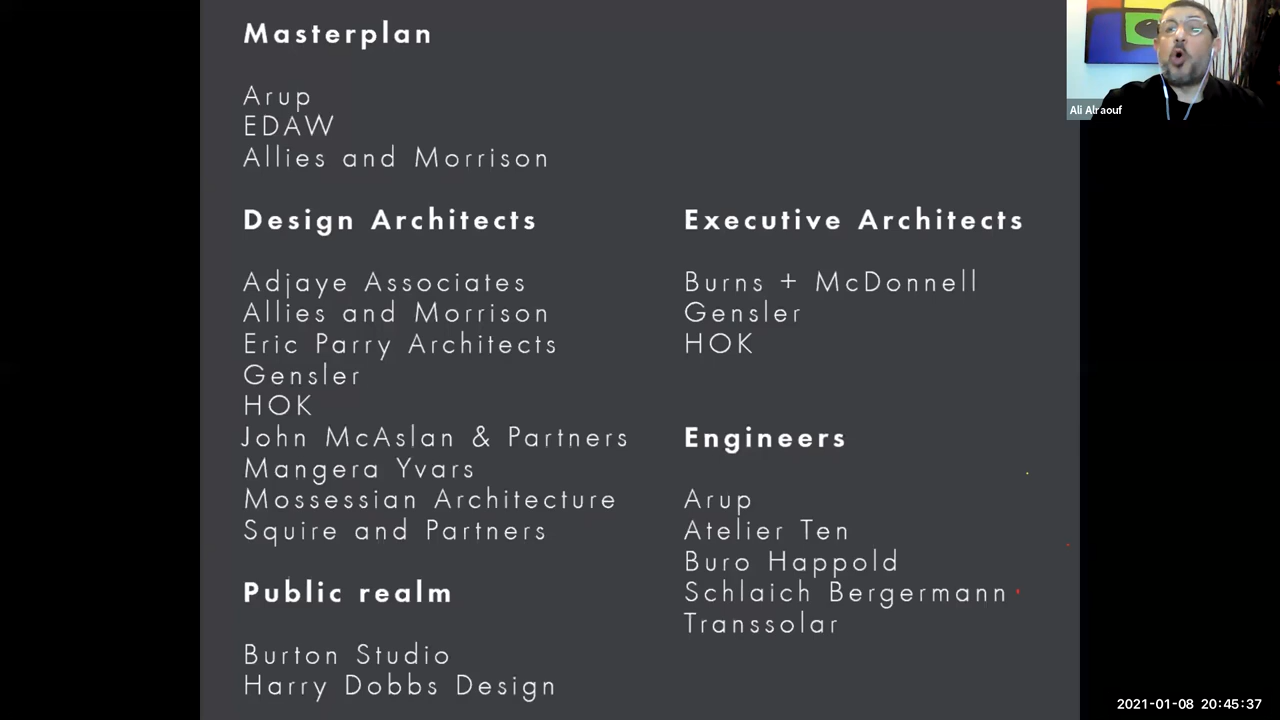 Masterplan
Arup
EDAW
Allies and Morrison
Design Architects
Adjaye Associates
Allies and Morrison
Eric Parry Architects
Gensler
HOK
John McAslan & Partners
Mangera Yvars
Mossessian Architecture
Squire and Partners
Public realm
Burton Studio
Harry Dobbs Design
Executive Architects
Burns + McDonnell
Gensler
HOK
Engineers
Arup
Atelier Ten
Buro Happold
Schlaich Bergermann
Transsolar
Ali Alraouf
2021-01-08 20:45:37